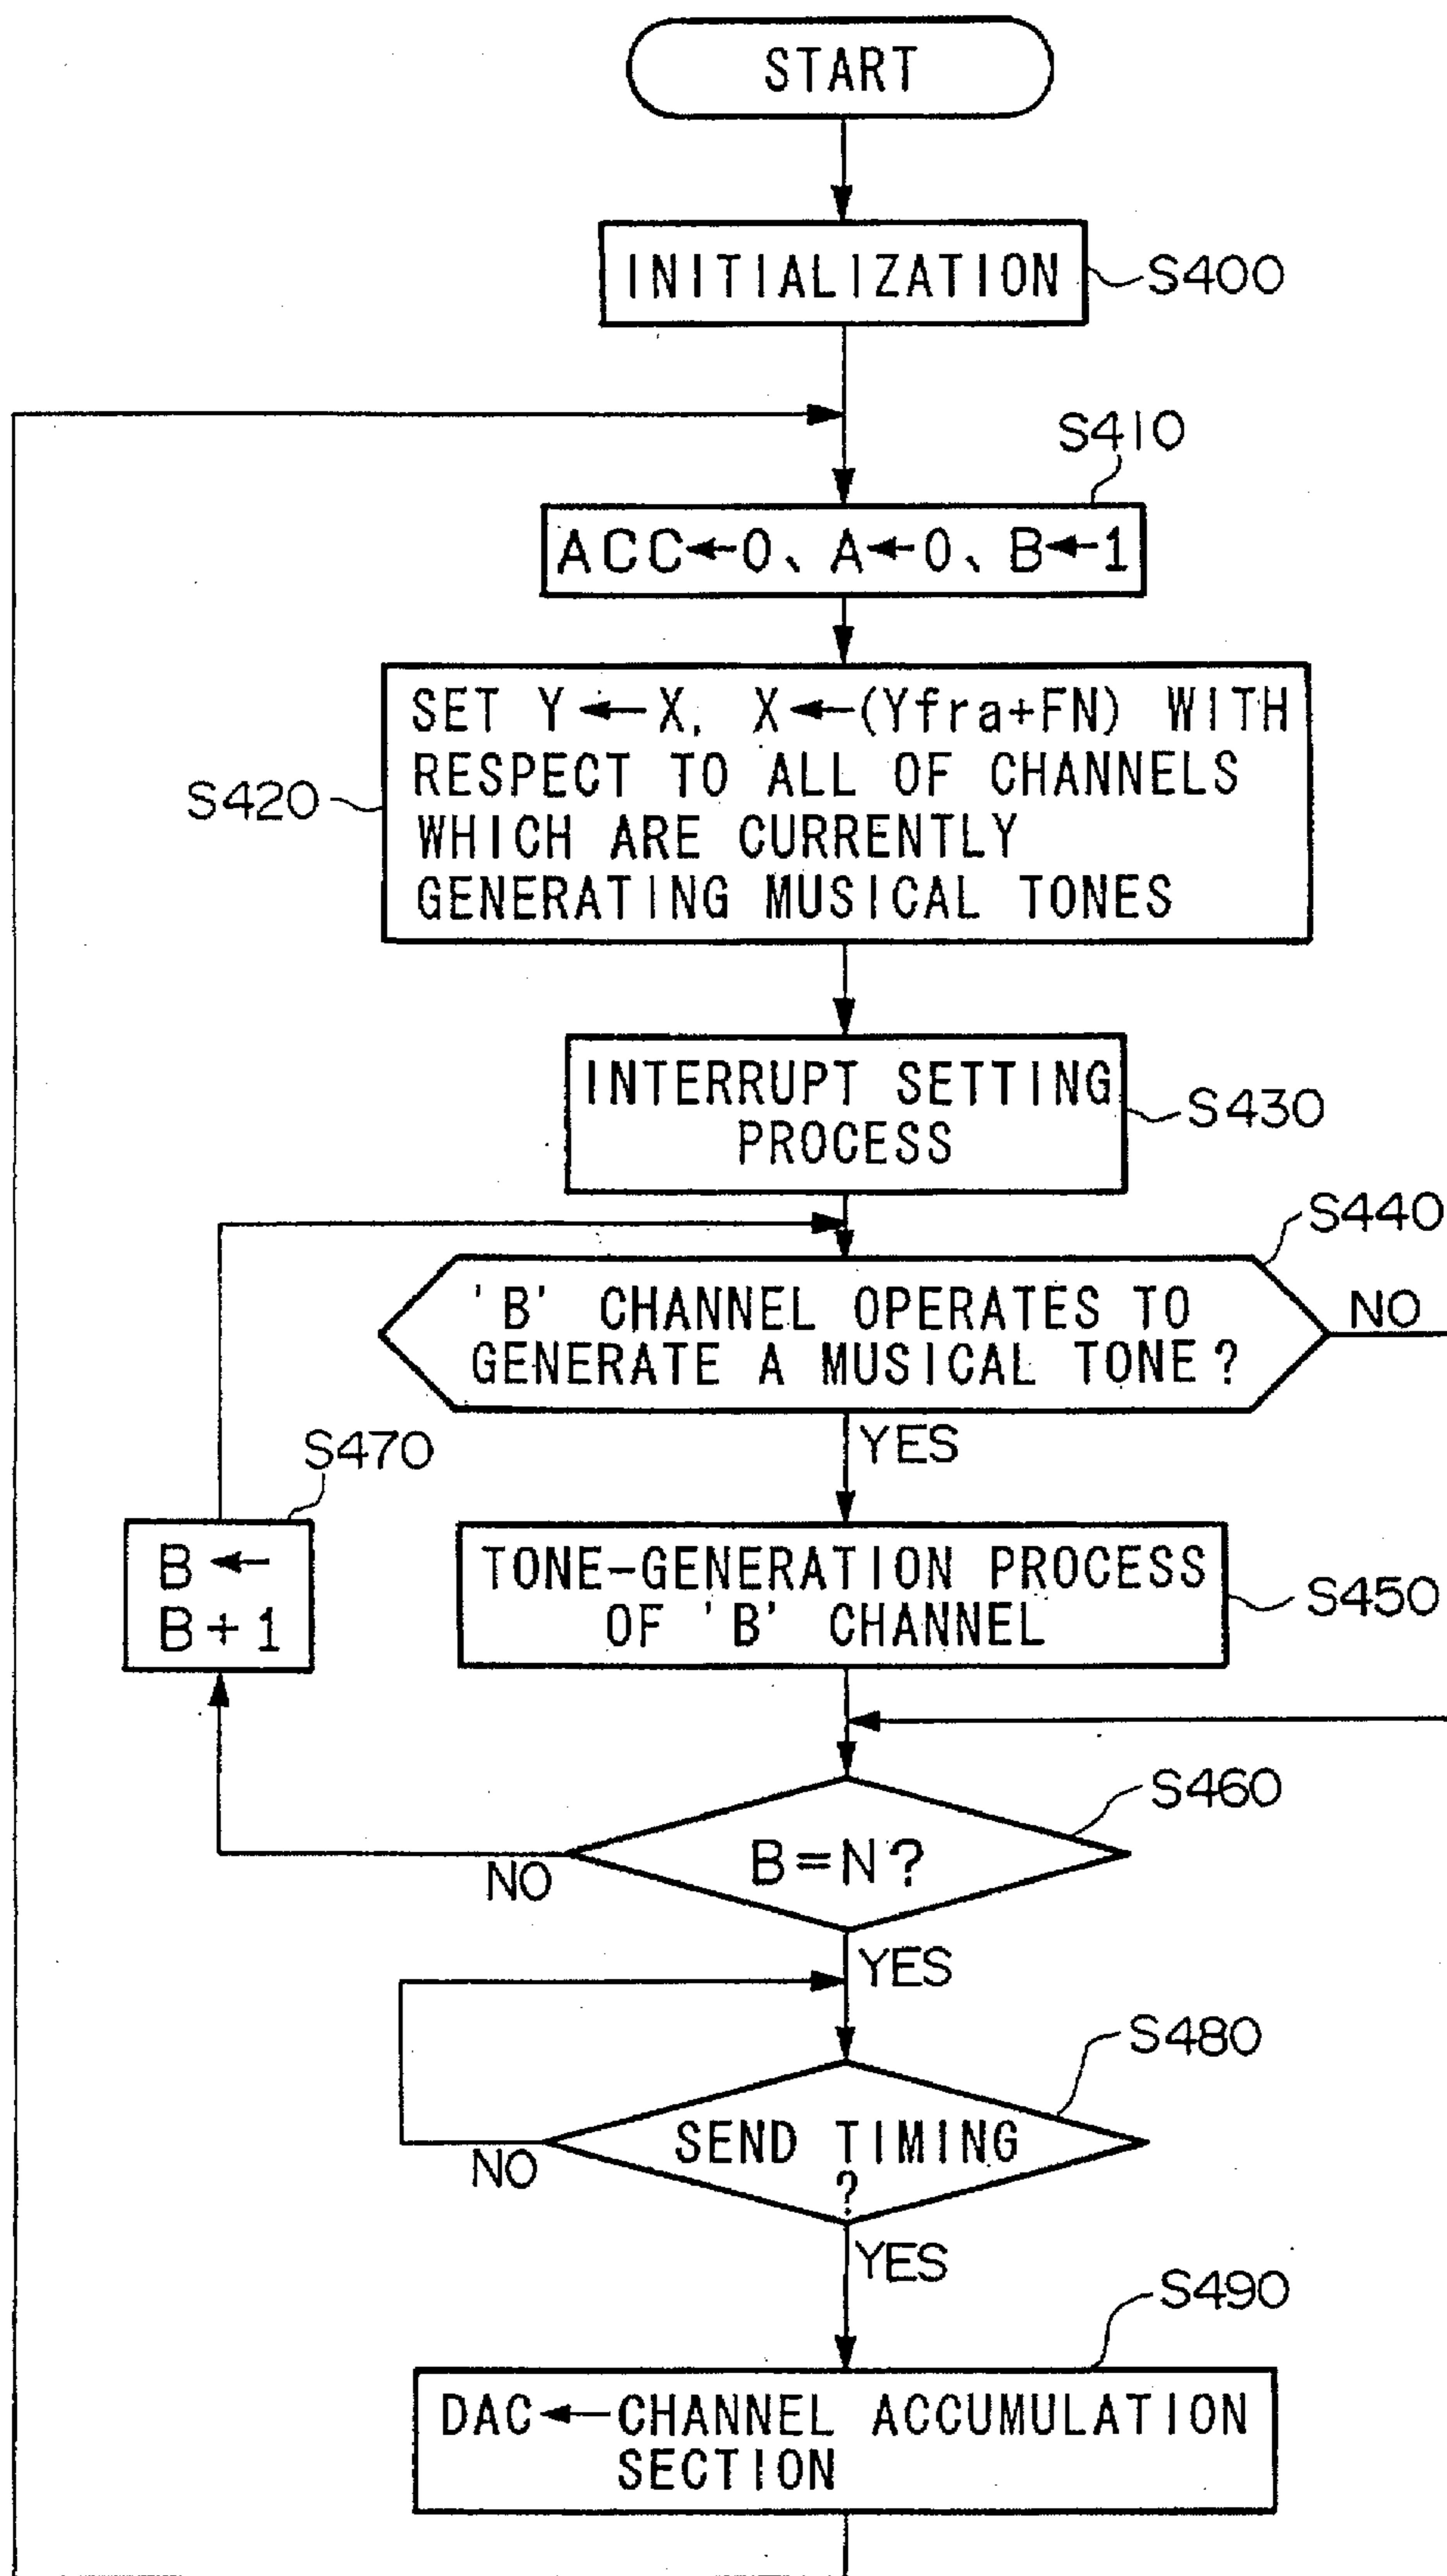 START
INITIALIZATION
S400
S410
ACC←0、A←0、B←1
SET Y←X, X←(Yfra+FN) WITH
RESPECT TO ALL OF CHANNELS
WHICH ARE CURRENTLY
GENERATING MUSICAL TONES
S420
INTERRUPT SETTING
PROCESS
S430
S440
'B' CHANNEL OPERATES TO
GENERATE A MUSICAL TONE?
NO
YES
S470
B←
B+1
TONE-GENERATION PROCESS
OF 'B' CHANNEL
S450
S460
B=N?
NO
YES
S480
SEND TIMING
?
NO
YES
S490
DAC←CHANNEL ACCUMULATION
SECTION